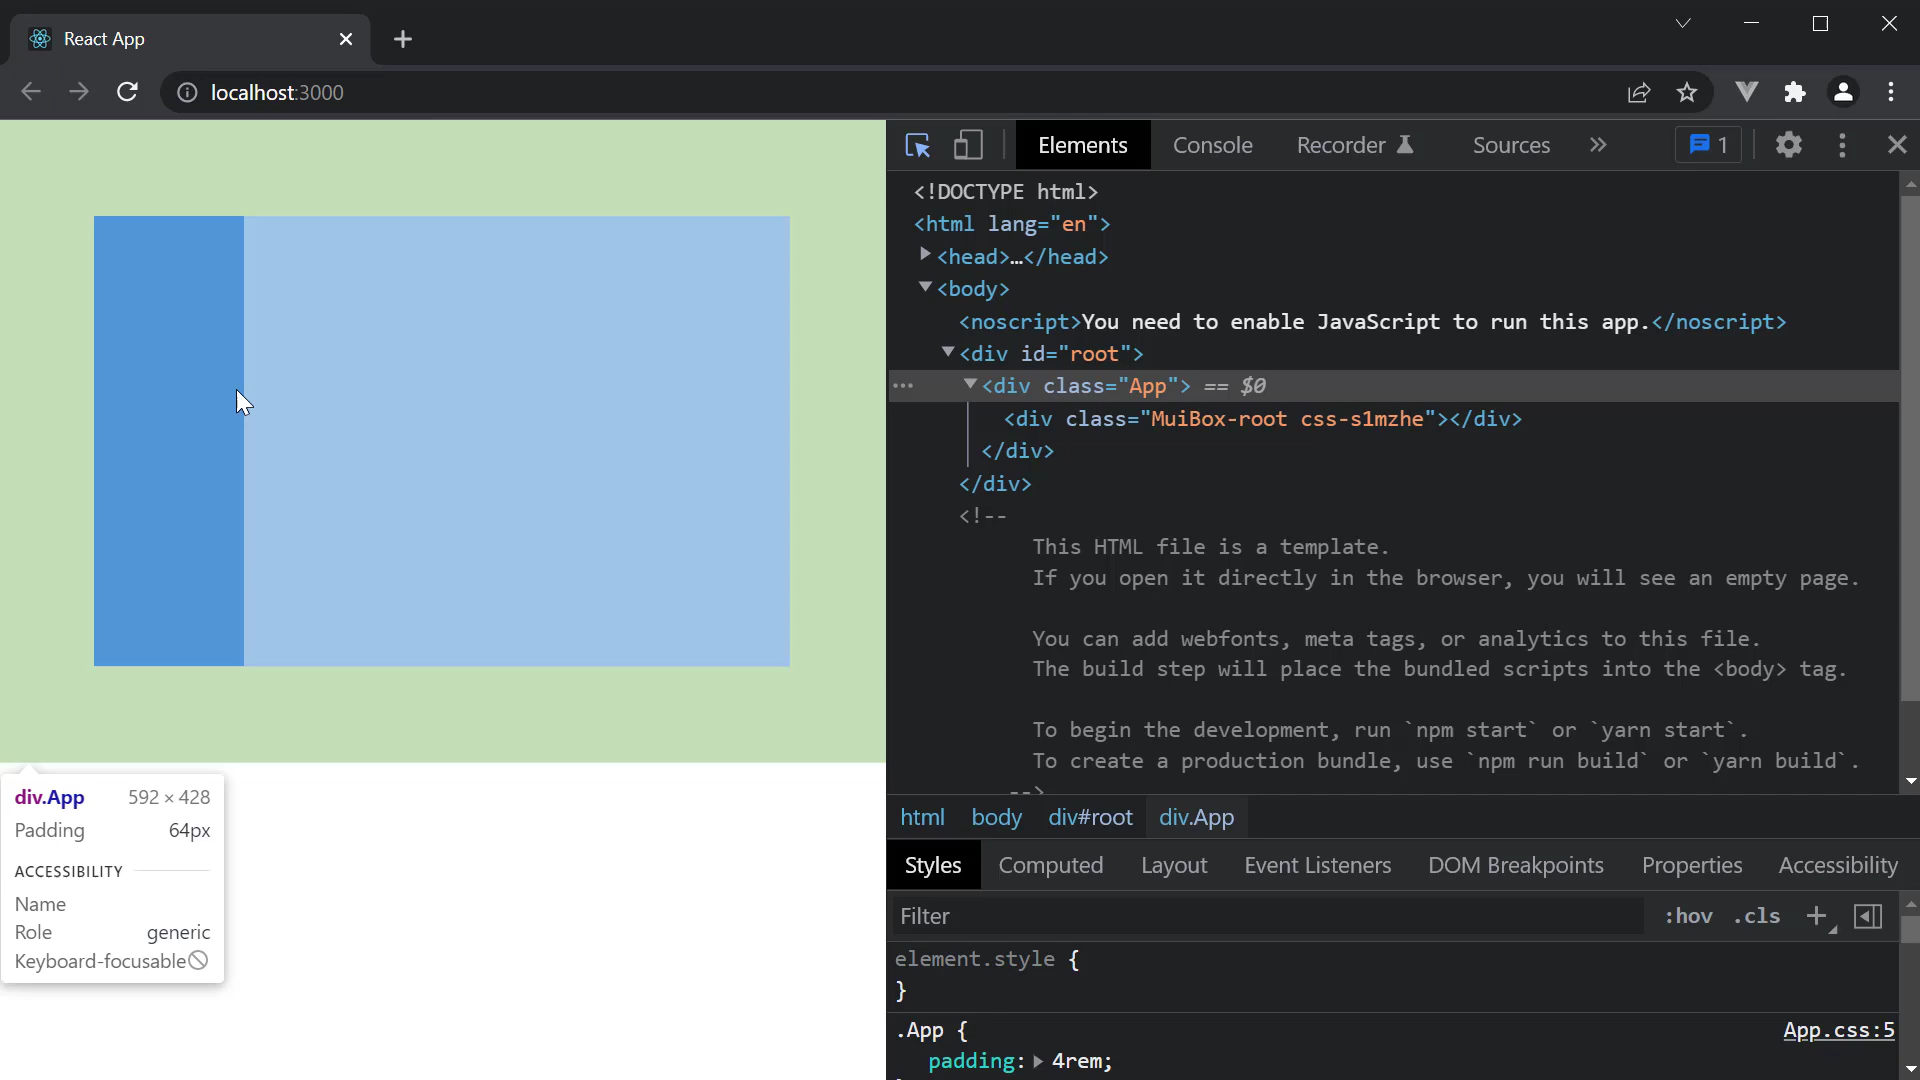 React App
localhost:3000
Elements Console Recorder Sources 1
<!DOCTYPE html>
<html lang="en">
<head>…</head>
<body>
<noscript>You need to enable JavaScript to run this app.</noscript>
<div id="root">
<div class="App"> == $0
<div class="MuiBox-root css-s1mzhe"></div>
</div>
</div>
<!--
This HTML file is a template.
If you open it directly in the browser, you will see an empty page.
You can add webfonts, meta tags, or analytics to this file.
The build step will place the bundled scripts into the <body> tag.
To begin the development, run `npm start` or `yarn start`.
To create a production bundle, use `npm run build` or `yarn build`.
-->
html body div#root div.App
Styles Computed Layout Event Listeners DOM Breakpoints Properties Accessibility
Filter :hov .cls
element.style {
}
.App { App.css:5
padding: 4rem;
div.App 592 × 428
Padding 64px
ACCESSIBILITY
Name
Role generic
Keyboard-focusable